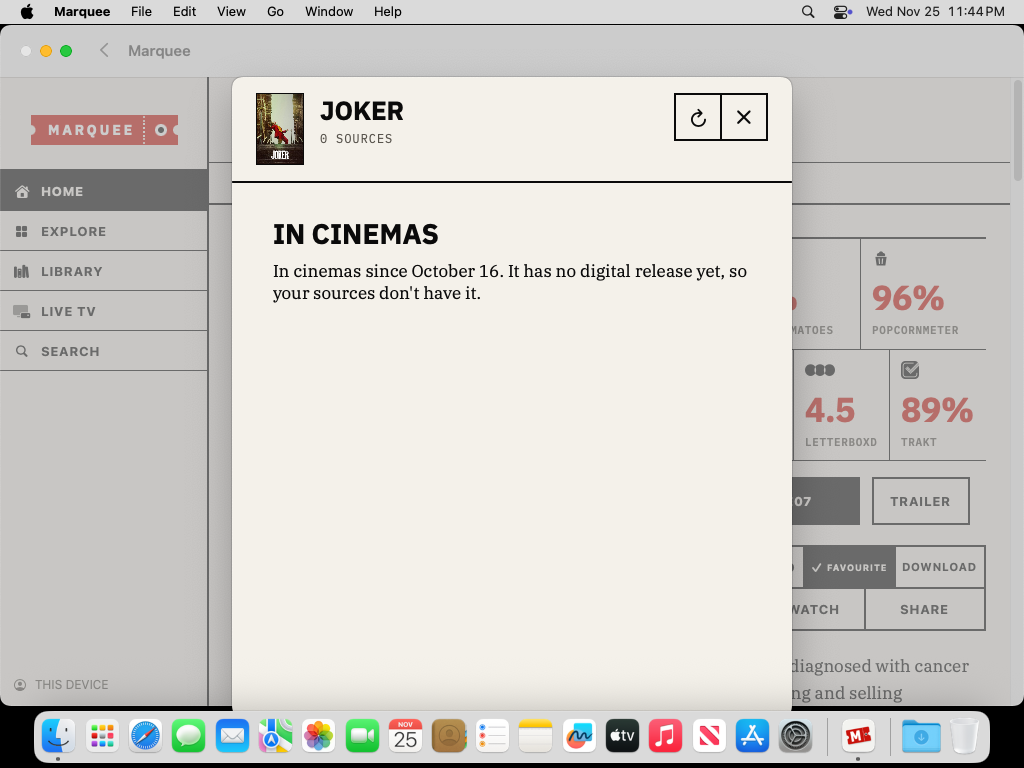 Marquee File Edit View Go Window Help Wed Nov 25 11:44 PM
Marquee
MARQUEE
HOME
EXPLORE
LIBRARY
LIVE TV
SEARCH
THIS DEVICE
JOKER
JOKER
0 SOURCES
IN CINEMAS
In cinemas since October 16. It has no digital release yet, so
your sources don't have it.
96%
MATOES POPCORNMETER
4.5 89%
LETTERBOXD TRAKT
07 TRAILER
FAVOURITE DOWNLOAD
WATCH SHARE
diagnosed with cancer
ng and selling
NOV
25
tv